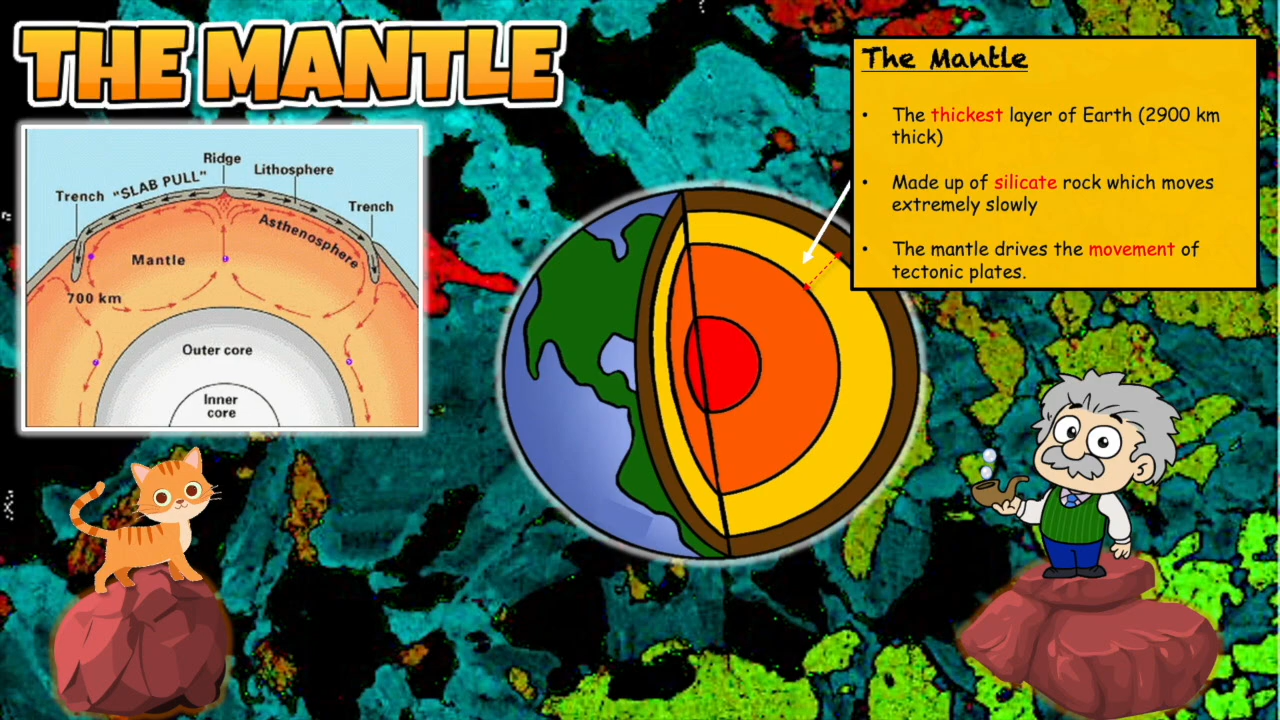 THE MANTLE
Ridge
Lithosphere
Trench "SLAB PULL"
Trench
Asthenosphere
Mantle
700 km
Outer core
Inner
core
The Mantle
• The thickest layer of Earth (2900 km
thick)
• Made up of silicate rock which moves
extremely slowly
• The mantle drives the movement of
tectonic plates.